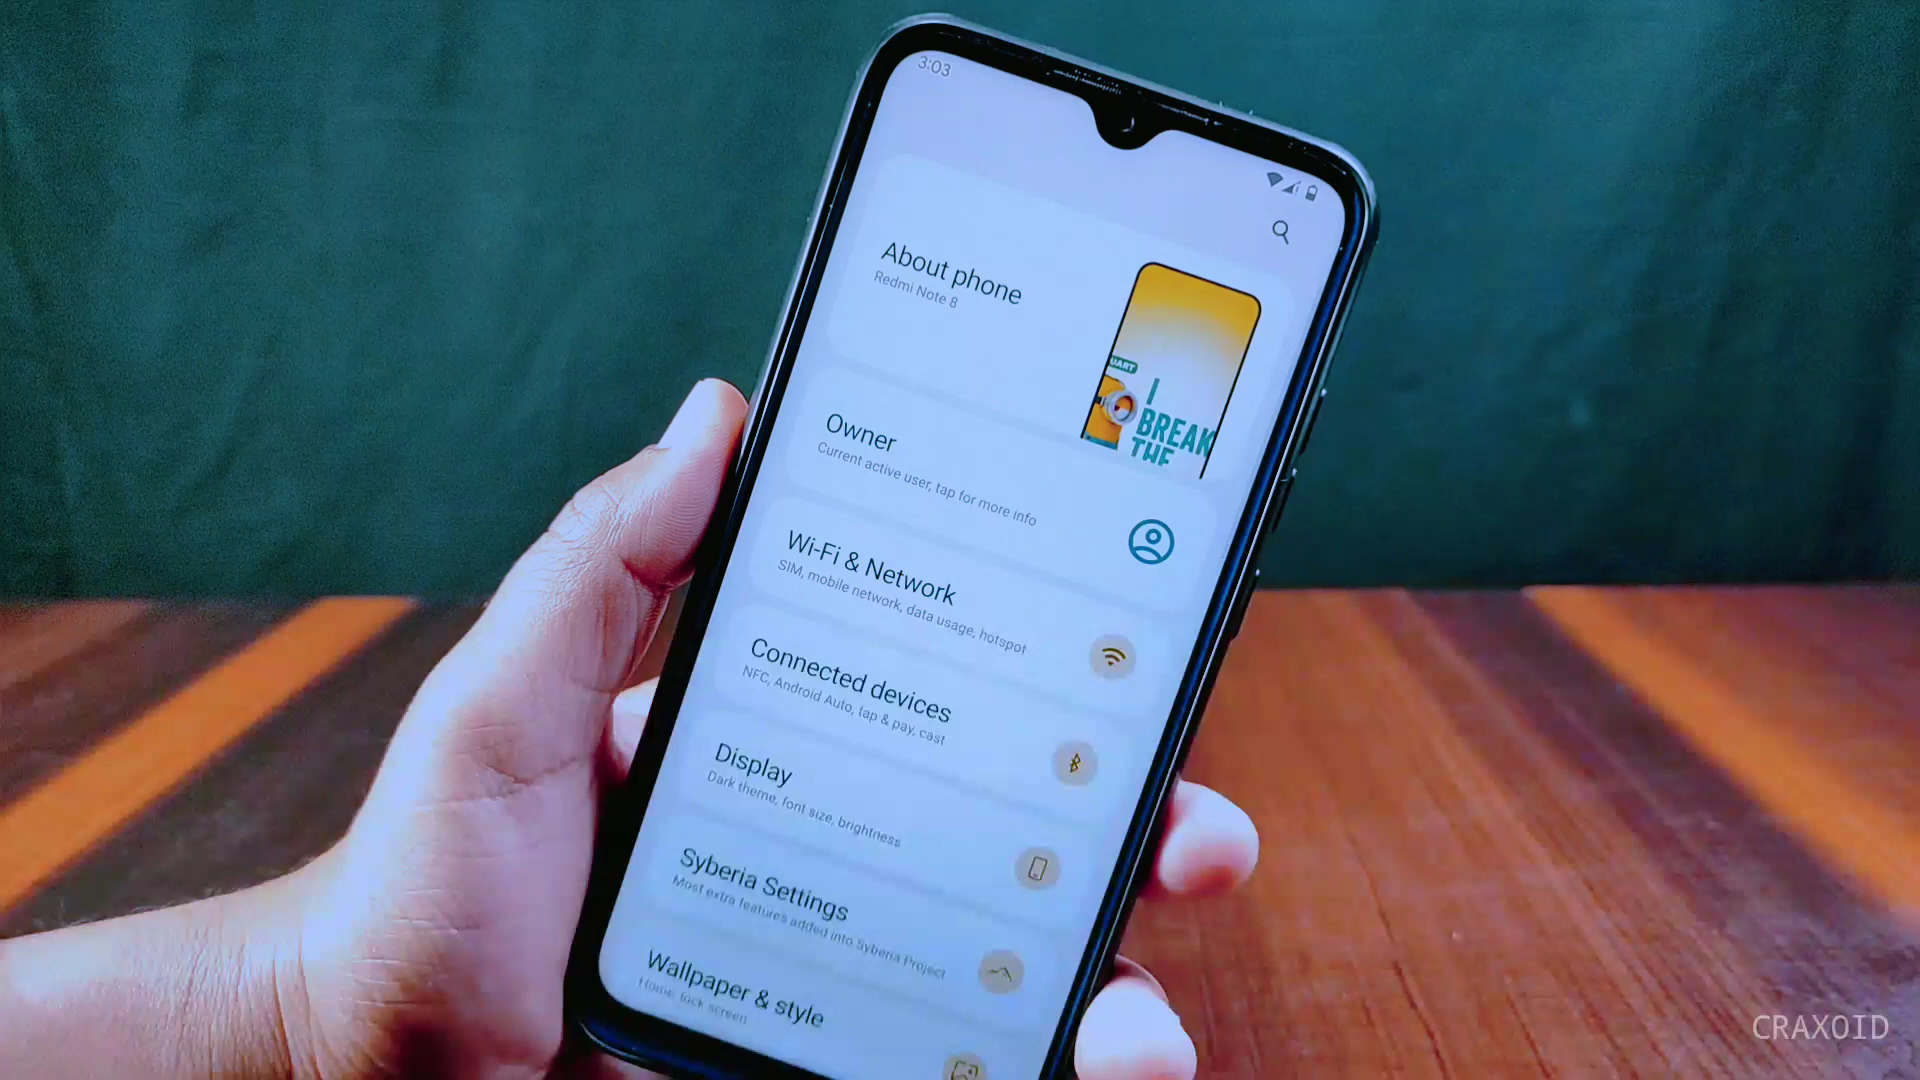 3:03
About phone
Redmi Note 8
UART
I
BREAK
THE
Owner
Current active user, tap for more info
Wi-Fi & Network
SIM, mobile network, data usage, hotspot
Connected devices
NFC, Android Auto, tap & pay, cast
Display
Dark theme, font size, brightness
Syberia Settings
Most extra features added into Syberia Project
Wallpaper & style
Home, lock screen
CRAXOID